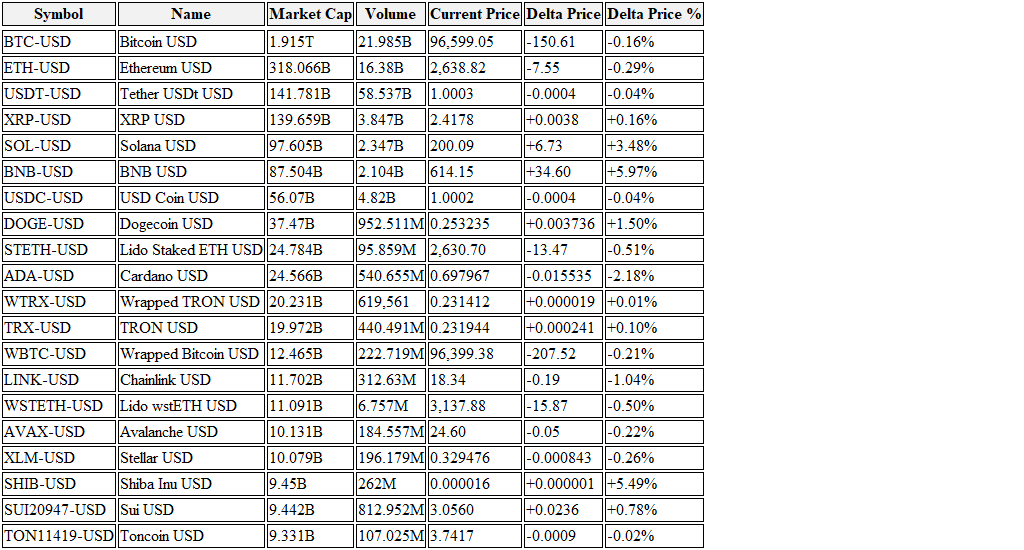 Symbol Name Market Cap Volume Current Price Delta Price Delta Price %
BTC-USD Bitcoin USD 1.915T 21.985B 96,599.05 -150.61 -0.16%
ETH-USD Ethereum USD 318.066B 16.38B 2,638.82 -7.55 -0.29%
USDT-USD Tether USDt USD 141.781B 58.537B 1.0003 -0.0004 -0.04%
XRP-USD XRP USD 139.659B 3.847B 2.4178 +0.0038 +0.16%
SOL-USD Solana USD 97.605B 2.347B 200.09 +6.73 +3.48%
BNB-USD BNB USD 87.504B 2.104B 614.15 +34.60 +5.97%
USDC-USD USD Coin USD 56.07B 4.82B 1.0002 -0.0004 -0.04%
DOGE-USD Dogecoin USD 37.47B 952.511M 0.253235 +0.003736 +1.50%
STETH-USD Lido Staked ETH USD 24.784B 95.859M 2,630.70 -13.47 -0.51%
ADA-USD Cardano USD 24.566B 540.655M 0.697967 -0.015535 -2.18%
WTRX-USD Wrapped TRON USD 20.231B 619,561 0.231412 +0.000019 +0.01%
TRX-USD TRON USD 19.972B 440.491M 0.231944 +0.000241 +0.10%
WBTC-USD Wrapped Bitcoin USD 12.465B 222.719M 96,399.38 -207.52 -0.21%
LINK-USD Chainlink USD 11.702B 312.63M 18.34 -0.19 -1.04%
WSTETH-USD Lido wstETH USD 11.091B 6.757M 3,137.88 -15.87 -0.50%
AVAX-USD Avalanche USD 10.131B 184.557M 24.60 -0.05 -0.22%
XLM-USD Stellar USD 10.079B 196.179M 0.329476 -0.000843 -0.26%
SHIB-USD Shiba Inu USD 9.45B 262M 0.000016 +0.000001 +5.49%
SUI20947-USD Sui USD 9.442B 812.952M 3.0560 +0.0236 +0.78%
TON11419-USD Toncoin USD 9.331B 107.025M 3.7417 -0.0009 -0.02%